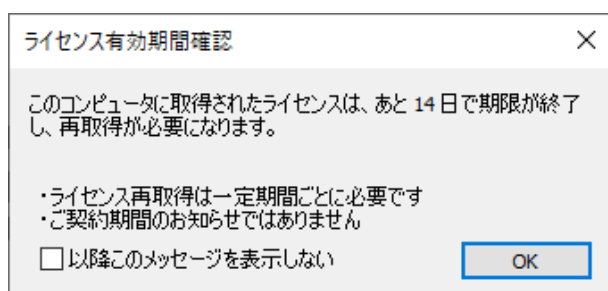 ライセンス有効期間確認
このコンピュータに取得されたライセンスは、あと 14 日で期限が終了
し、再取得が必要になります。
・ライセンス再取得は一定期間ごとに必要です
・ご契約期間のお知らせではありません
以降このメッセージを表示しない
OK